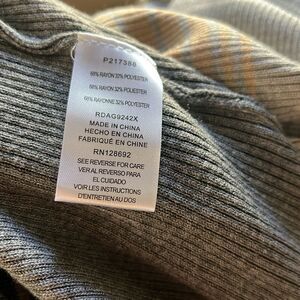 P217388
68% RAYON 32% POLYESTER
68% RAYON 32% POLYESTER
68% RAYONNE 32% POLYESTER
RDAG9242X
MADE IN CHINA
HECHO EN CHINA
FABRIQUÉ EN CHINE
RN128692
SEE REVERSE FOR CARE
VER AL REVERSO PARA
EL CUIDADO
VOIR LES INSTRUCTIONS
D'ENTRETIEN AU DOS